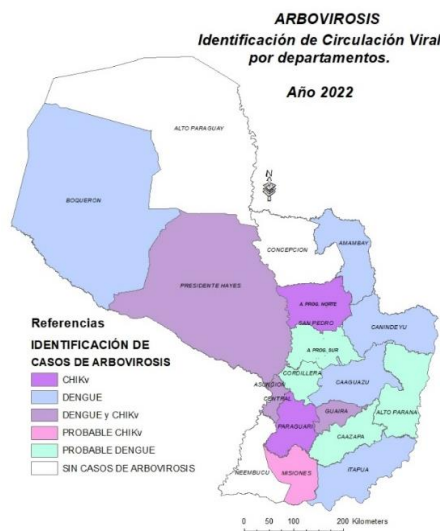 ARBOVIROSIS
Identificación de Circulación Viral
por departamentos.
Año 2022
ALTO PARAGUAY
BOQUERON
N
CONCEPCION
AMAMBAY
PRESIDENTE HAYES
A. PROG. NORTE
SAN PEDRO
CANINDEYU
A. PROG. SUR
CORDILLERA
ASUNCION
CAAGUAZU
CENTRAL
GUAIRA
ALTO PARANA
PARAGUARI
CAAZAPA
ÑEEMBUCU
MISIONES
ITAPUA
Referencias
IDENTIFICACIÓN DE
CASOS DE ARBOVIROSIS
CHIKv
DENGUE
DENGUE y CHIKv
PROBABLE CHIKv
PROBABLE DENGUE
SIN CASOS DE ARBOVIROSIS
0 50 100 200 Kilometers